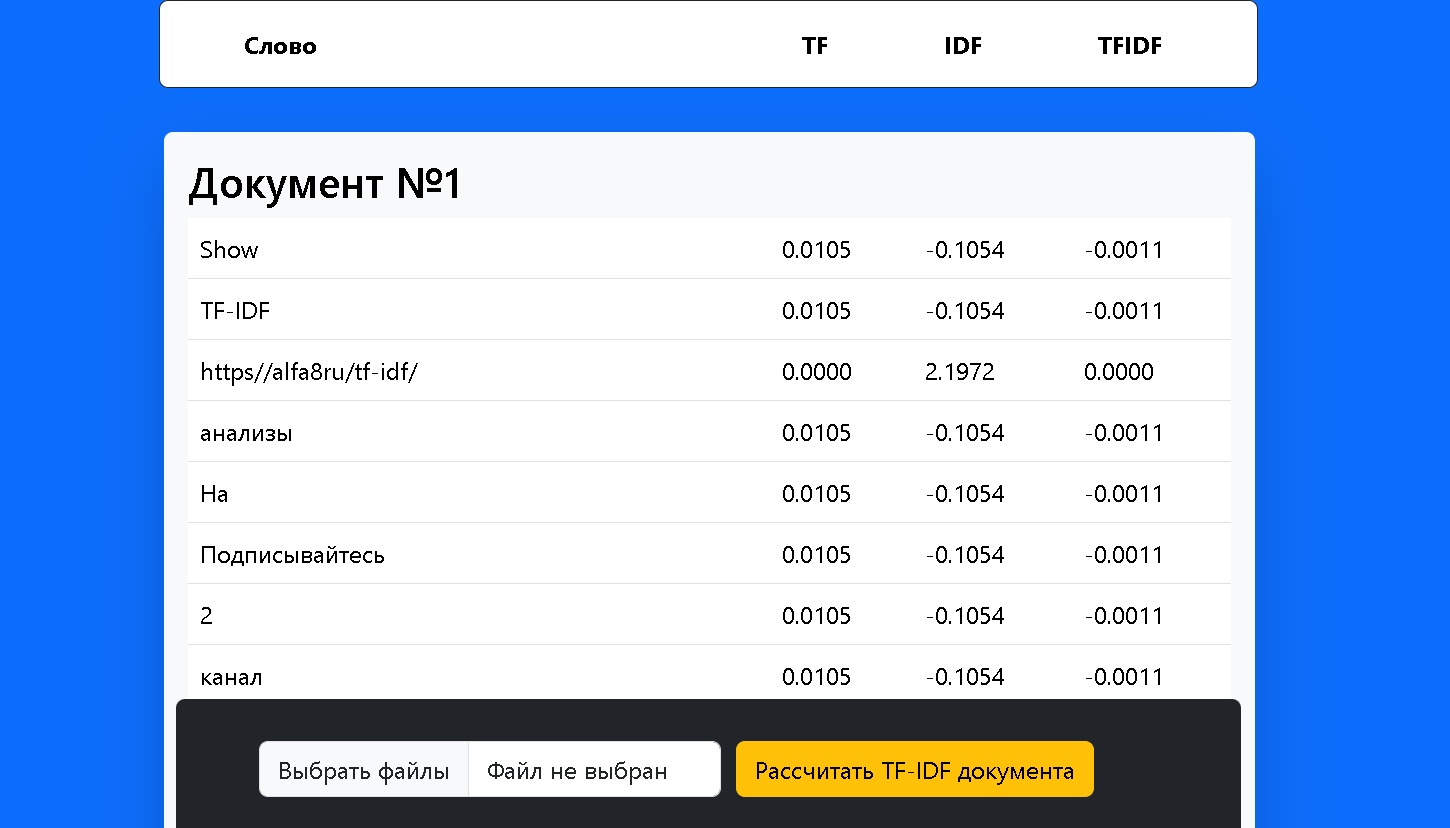 Слово TF IDF TFIDF
Документ №1
Show 0.0105 -0.1054 -0.0011
TF-IDF 0.0105 -0.1054 -0.0011
https//alfa8ru/tf-idf/ 0.0000 2.1972 0.0000
анализы 0.0105 -0.1054 -0.0011
На 0.0105 -0.1054 -0.0011
Подписывайтесь 0.0105 -0.1054 -0.0011
2 0.0105 -0.1054 -0.0011
канал 0.0105 -0.1054 -0.0011
Выбрать файлы Файл не выбран Рассчитать TF-IDF документа